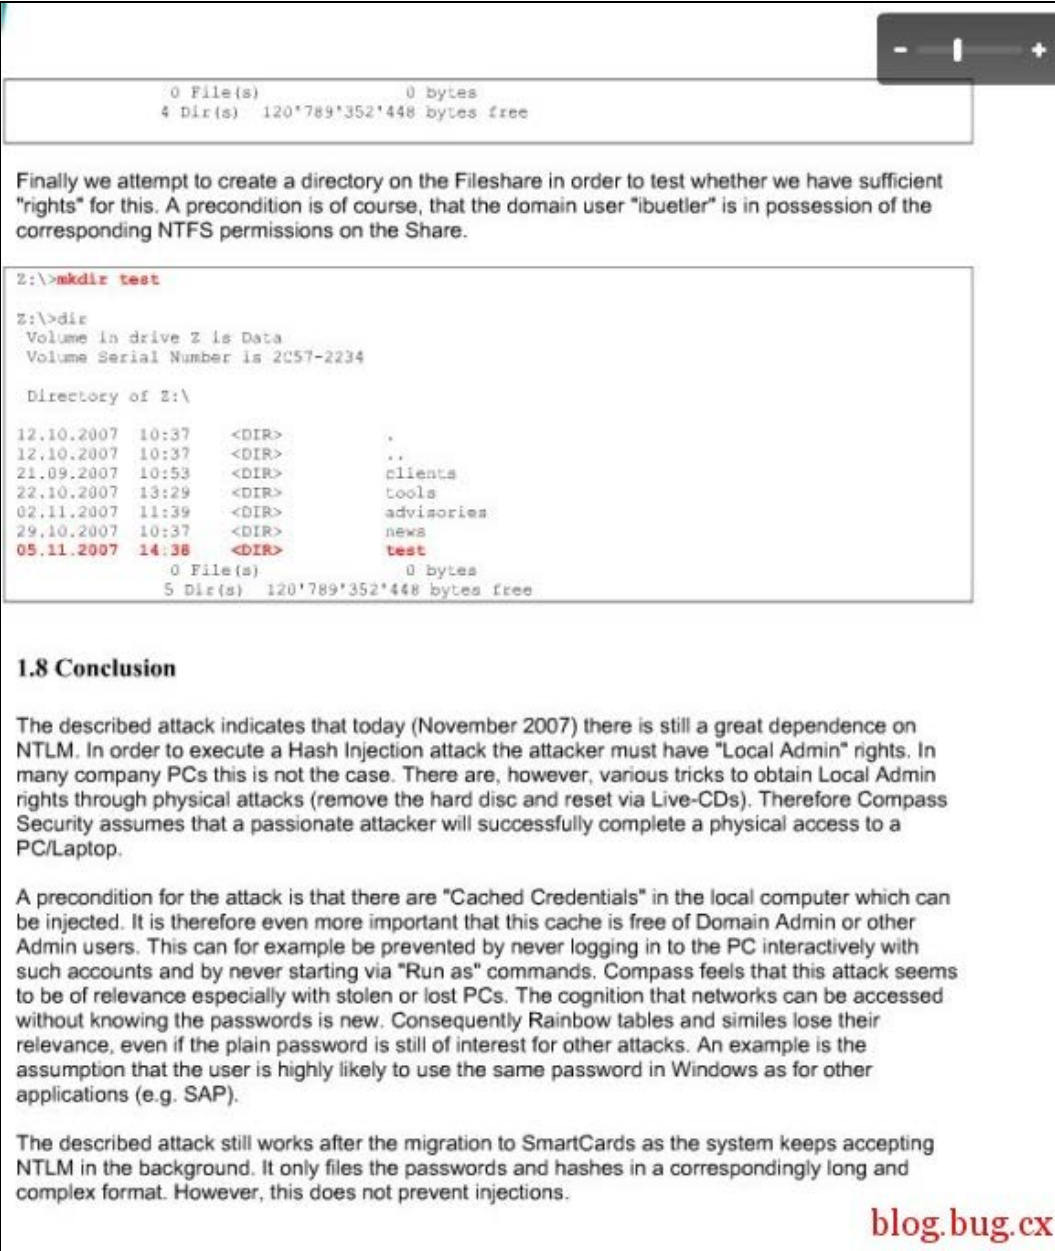 - +
0 File(s) 0 bytes
4 Dir(s) 120'789'352'448 bytes free
Finally we attempt to create a directory on the Fileshare in order to test whether we have sufficient
"rights" for this. A precondition is of course, that the domain user "ibuetler" is in possession of the
corresponding NTFS permissions on the Share.
Z:\>mkdir test
Z:\>dir
Volume in drive Z is Data
Volume Serial Number is 2C57-2234
Directory of Z:\
12.10.2007 10:37 <DIR> .
12.10.2007 10:37 <DIR> ..
21.09.2007 10:53 <DIR> clients
22.10.2007 13:29 <DIR> tools
02.11.2007 11:39 <DIR> advisories
29.10.2007 10:37 <DIR> news
05.11.2007 14:38 <DIR> test
0 File(s) 0 bytes
5 Dir(s) 120'789'352'448 bytes free
1.8 Conclusion
The described attack indicates that today (November 2007) there is still a great dependence on
NTLM. In order to execute a Hash Injection attack the attacker must have "Local Admin" rights. In
many company PCs this is not the case. There are, however, various tricks to obtain Local Admin
rights through physical attacks (remove the hard disc and reset via Live-CDs). Therefore Compass
Security assumes that a passionate attacker will successfully complete a physical access to a
PC/Laptop.
A precondition for the attack is that there are "Cached Credentials" in the local computer which can
be injected. It is therefore even more important that this cache is free of Domain Admin or other
Admin users. This can for example be prevented by never logging in to the PC interactively with
such accounts and by never starting via "Run as" commands. Compass feels that this attack seems
to be of relevance especially with stolen or lost PCs. The cognition that networks can be accessed
without knowing the passwords is new. Consequently Rainbow tables and similes lose their
relevance, even if the plain password is still of interest for other attacks. An example is the
assumption that the user is highly likely to use the same password in Windows as for other
applications (e.g. SAP).
The described attack still works after the migration to SmartCards as the system keeps accepting
NTLM in the background. It only files the passwords and hashes in a correspondingly long and
complex format. However, this does not prevent injections.
blog.bug.cx